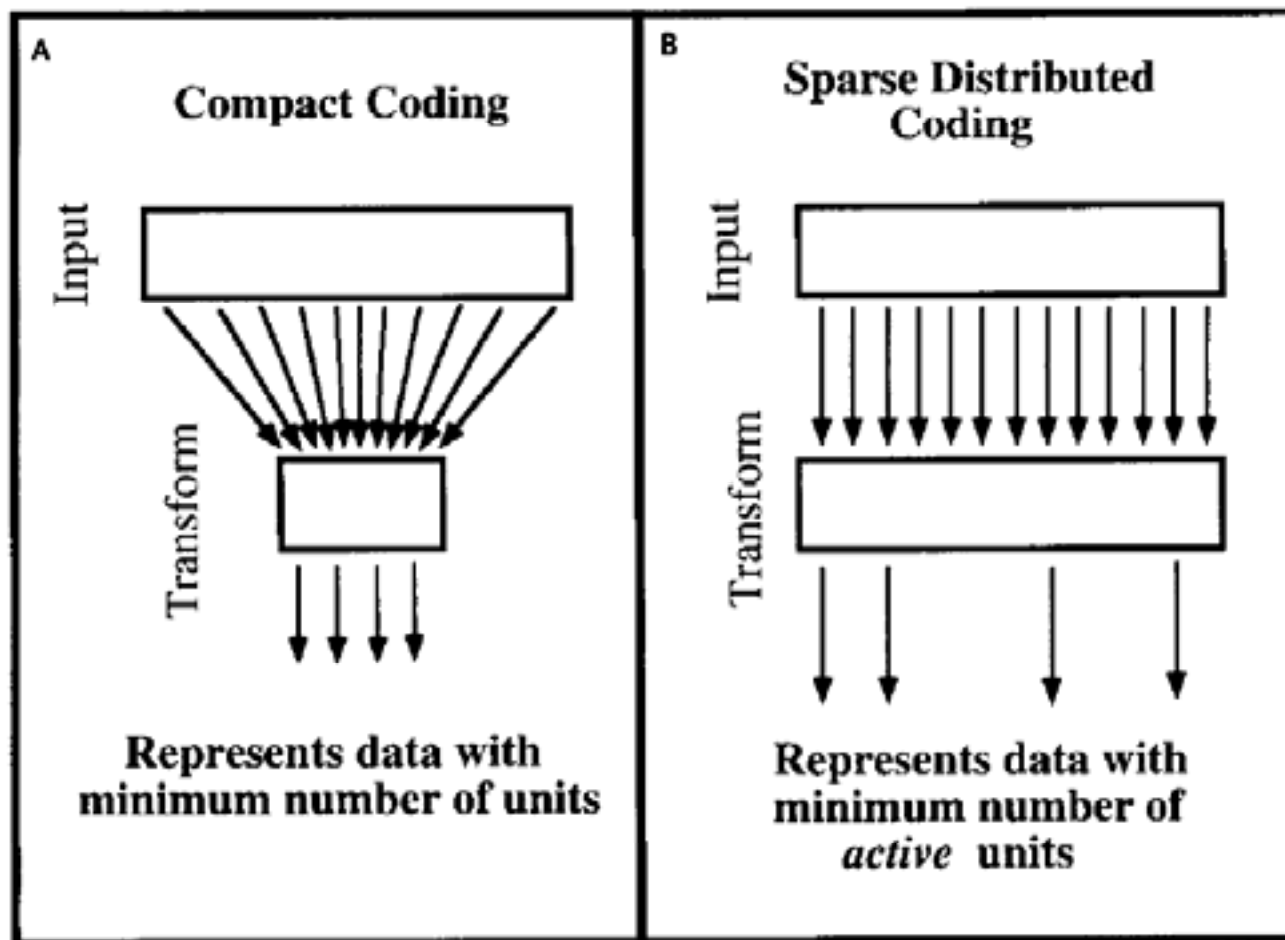 A
Compact Coding
Input
Transform
Represents data with
minimum number of units
B
Sparse Distributed
Coding
Input
Transform
Represents data with
minimum number of
active units